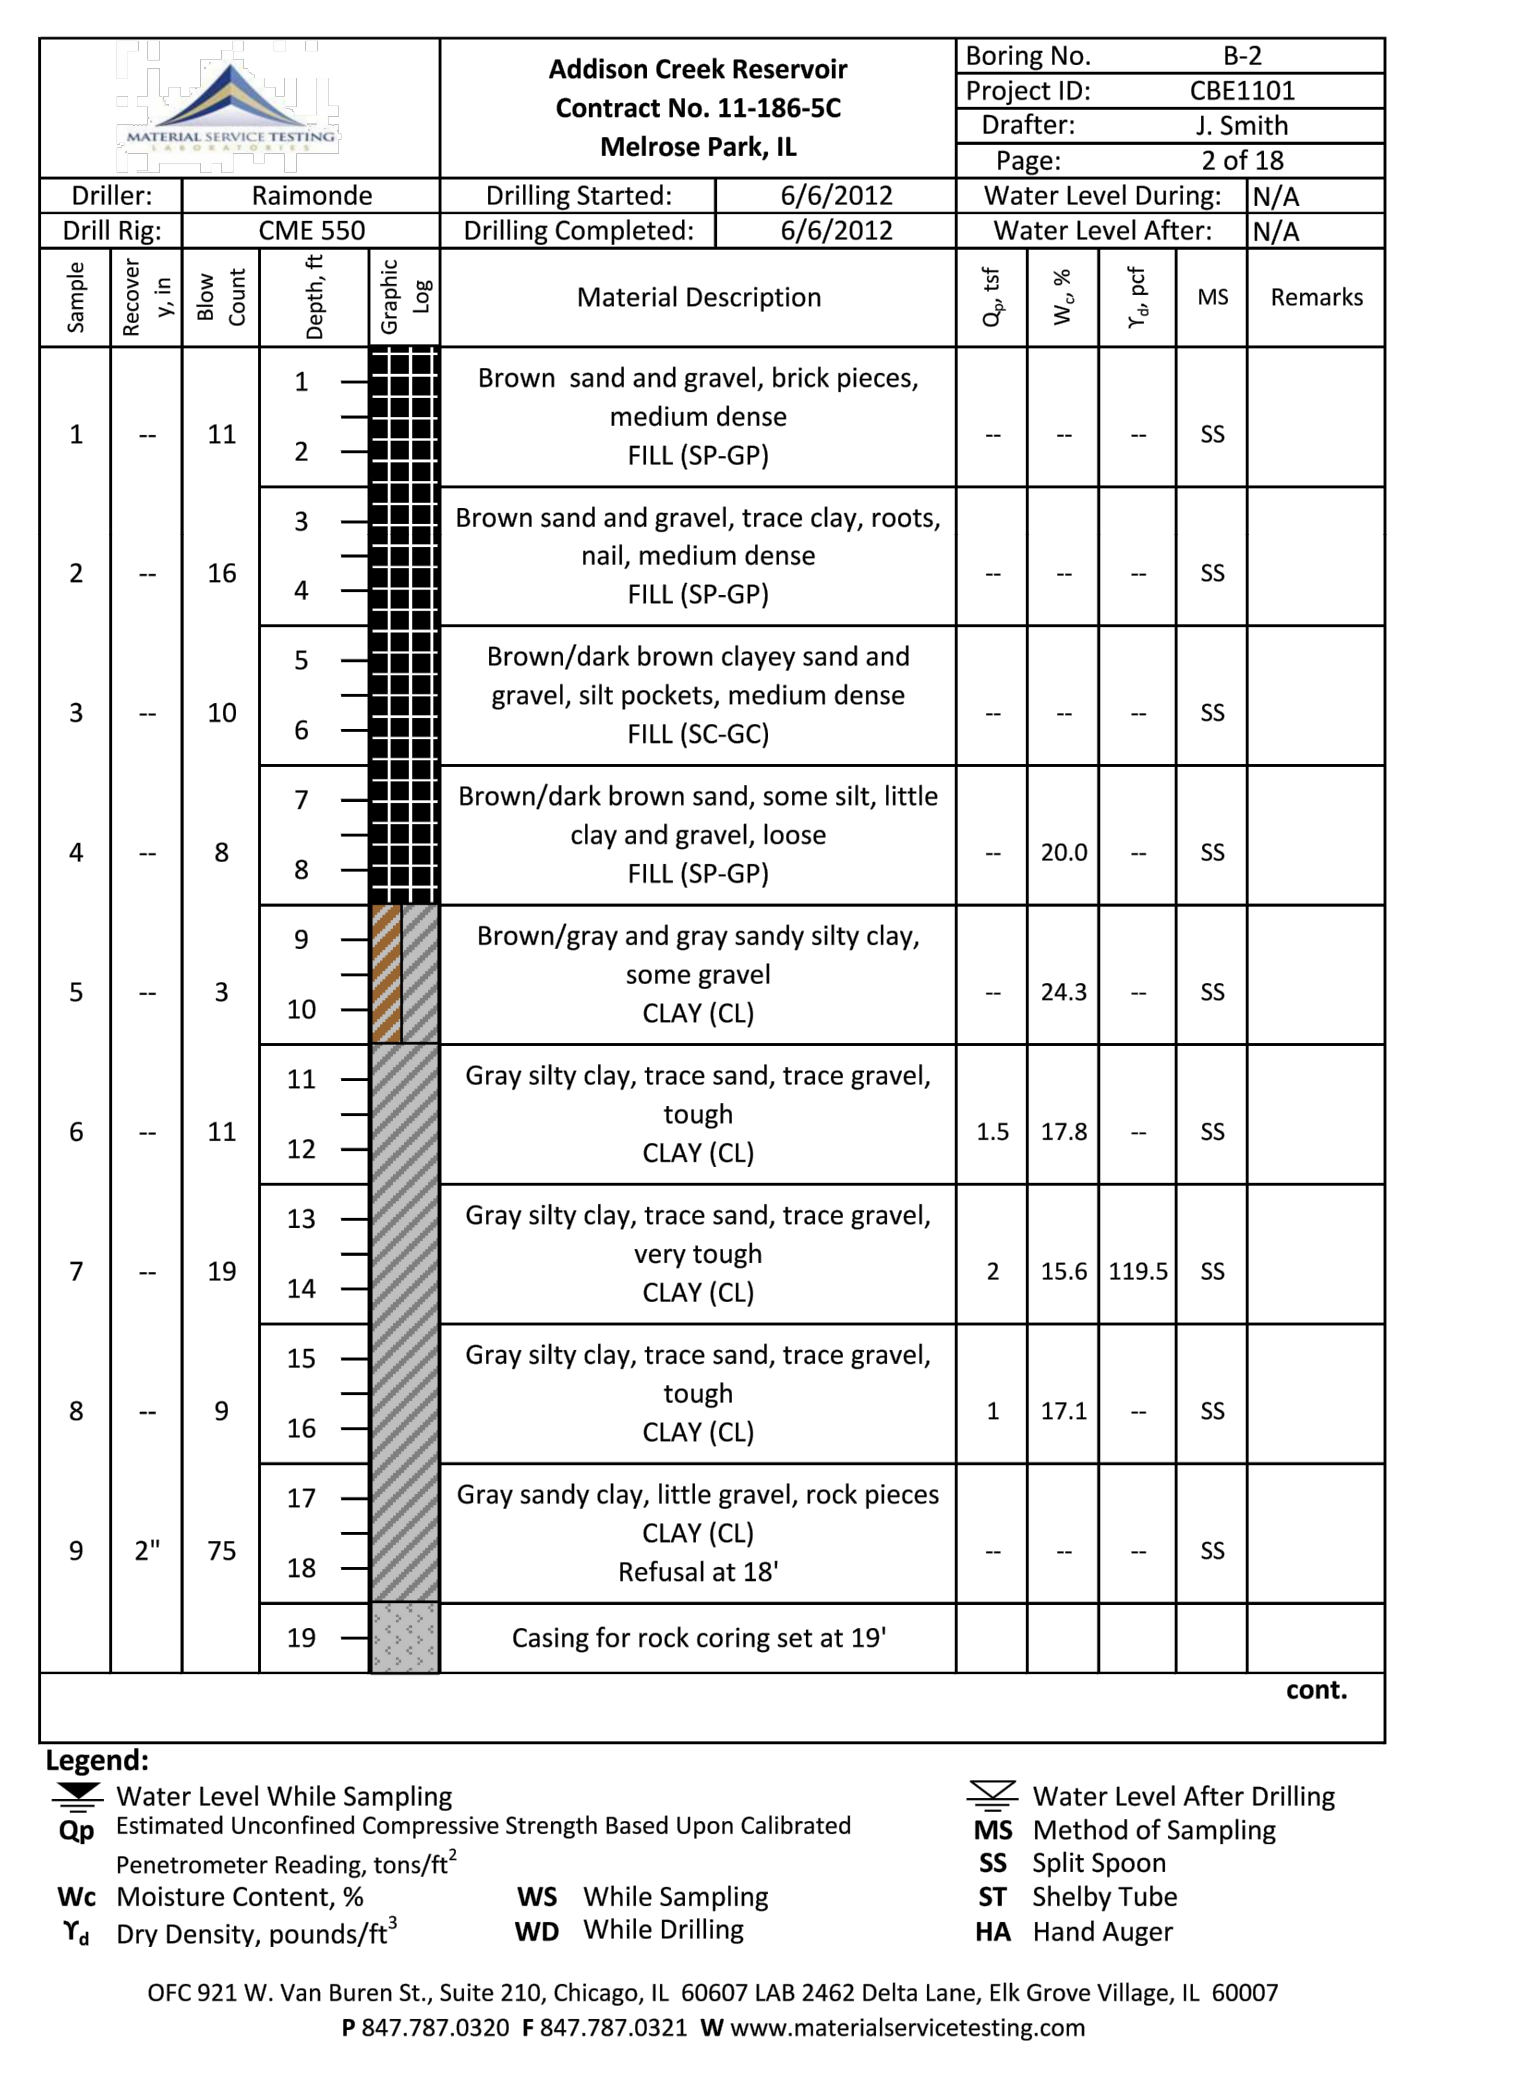 MATERIAL SERVICE TESTING
LABORATORIES
Addison Creek Reservoir
Contract No. 11-186-5C
Melrose Park, IL
Boring No. B-2
Project ID: CBE1101
Drafter: J. Smith
Page: 2 of 18
Driller: Raimonde Drilling Started: 6/6/2012 Water Level During: N/A
Drill Rig: CME 550 Drilling Completed: 6/6/2012 Water Level After: N/A
Sample
Recover
y, in
Blow
Count
Depth, ft
Graphic
Log
Material Description
Qp, tsf
Wc, %
ϒd, pcf
MS
Remarks
1 -- 11
1
2
Brown sand and gravel, brick pieces,
medium dense
FILL (SP-GP)
-- -- -- SS
2 -- 16
3
4
Brown sand and gravel, trace clay, roots,
nail, medium dense
FILL (SP-GP)
-- -- -- SS
3 -- 10
5
6
Brown/dark brown clayey sand and
gravel, silt pockets, medium dense
FILL (SC-GC)
-- -- -- SS
4 -- 8
7
8
Brown/dark brown sand, some silt, little
clay and gravel, loose
FILL (SP-GP)
-- 20.0 -- SS
5 -- 3
9
10
Brown/gray and gray sandy silty clay,
some gravel
CLAY (CL)
-- 24.3 -- SS
6 -- 11
11
12
Gray silty clay, trace sand, trace gravel,
tough
CLAY (CL)
1.5 17.8 -- SS
7 -- 19
13
14
Gray silty clay, trace sand, trace gravel,
very tough
CLAY (CL)
2 15.6 119.5 SS
8 -- 9
15
16
Gray silty clay, trace sand, trace gravel,
tough
CLAY (CL)
1 17.1 -- SS
9 2" 75
17
18
Gray sandy clay, little gravel, rock pieces
CLAY (CL)
Refusal at 18'
-- -- -- SS
19
Casing for rock coring set at 19'
cont.
Legend:
Water Level While Sampling
Water Level After Drilling
Qp Estimated Unconfined Compressive Strength Based Upon Calibrated
Penetrometer Reading, tons/ft2
MS Method of Sampling
SS Split Spoon
Wc Moisture Content, % WS While Sampling ST Shelby Tube
ϒd Dry Density, pounds/ft3 WD While Drilling HA Hand Auger
OFC 921 W. Van Buren St., Suite 210, Chicago, IL 60607 LAB 2462 Delta Lane, Elk Grove Village, IL 60007
P 847.787.0320 F 847.787.0321 W www.materialservicetesting.com